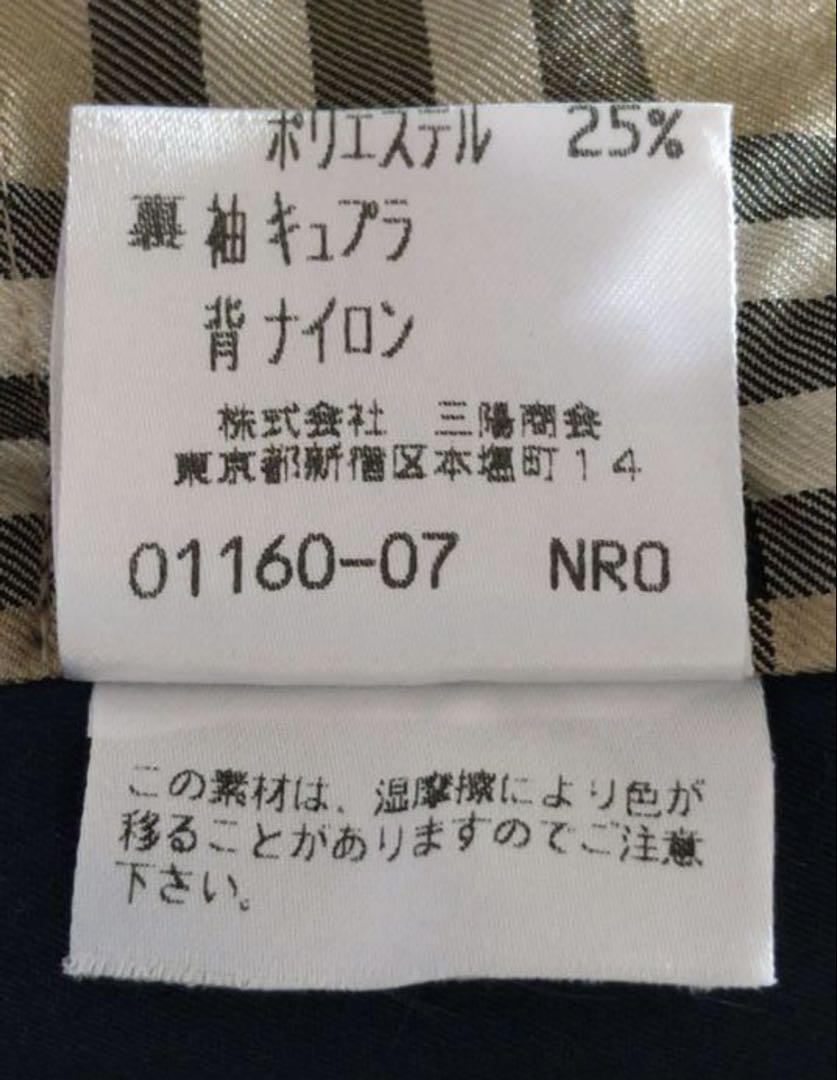 ポリエステル 25%
裏 袖 キュプラ
背 ナイロン
株式会社 三陽商会
東京都新宿区本塩町14
01160-07 NRO
この素材は、湿摩擦により色が
移ることがありますのでご注意
下さい。